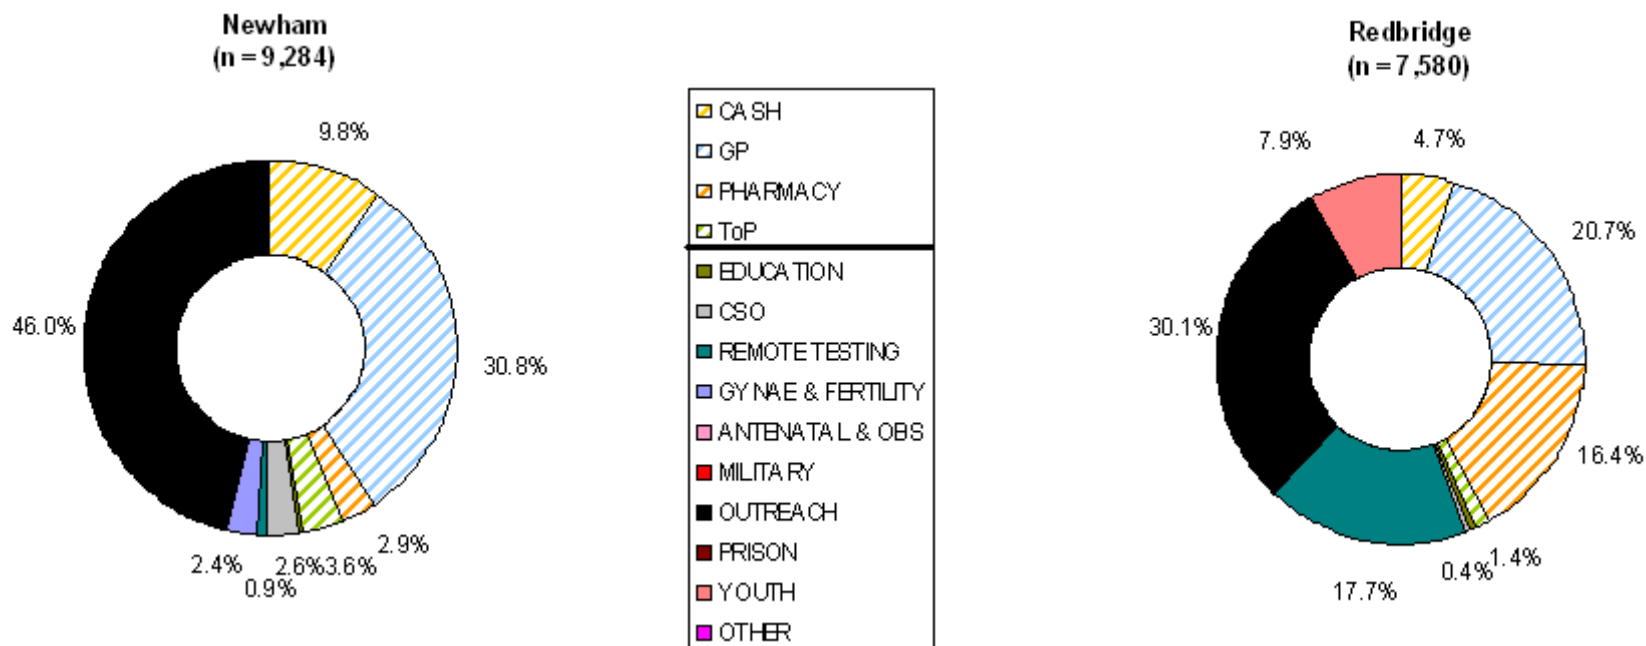 Newham
(n = 9,284)
9.8%
46.0%
30.8%
2.9%
3.6%
2.6%
0.9%
2.4%
CASH
GP
PHARMACY
ToP
EDUCATION
CSO
REMOTE TESTING
GYNAE & FERTILITY
ANTENATAL & OBS
MILITARY
OUTREACH
PRISON
YOUTH
OTHER
Redbridge
(n = 7,580)
7.9%
4.7%
20.7%
30.1%
16.4%
1.4%
0.4%
17.7%